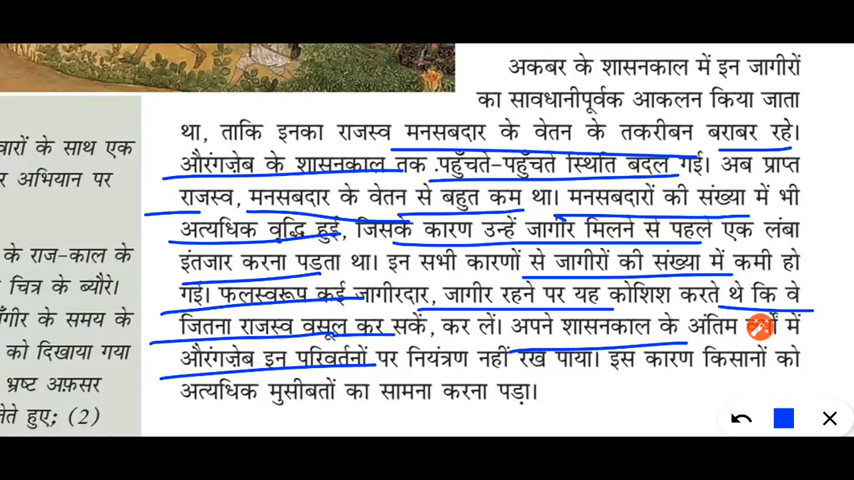 अकबर के शासनकाल में इन जागीरों
का सावधानीपूर्वक आकलन किया जाता
था, ताकि इनका राजस्व मनसबदार के वेतन के तकरीबन बराबर रहे।
औरंगज़ेब के शासनकाल तक पहुँचते-पहुँचते स्थिति बदल गई। अब प्राप्त
राजस्व, मनसबदार के वेतन से बहुत कम था। मनसबदारों की संख्या में भी
अत्यधिक वृद्धि हुई, जिसके कारण उन्हें जागीर मिलने से पहले एक लंबा
इंतजार करना पड़ता था। इन सभी कारणों से जागीरों की संख्या में कमी हो
गई। फलस्वरूप कई जागीरदार, जागीर रहने पर यह कोशिश करते थे कि वे
जितना राजस्व वसूल कर सकें, कर लें। अपने शासनकाल के अंतिम में
औरंगज़ेब इन परिवर्तनों पर नियंत्रण नहीं रख पाया। इस कारण किसानों को
अत्यधिक मुसीबतों का सामना करना पड़ा।
के साथ एक
अभियान पर
के राज-काल के
चित्र के ब्यौरे।
के समय के
को दिखाया गया
भ्रष्ट अफ़सर
हुए; (2)